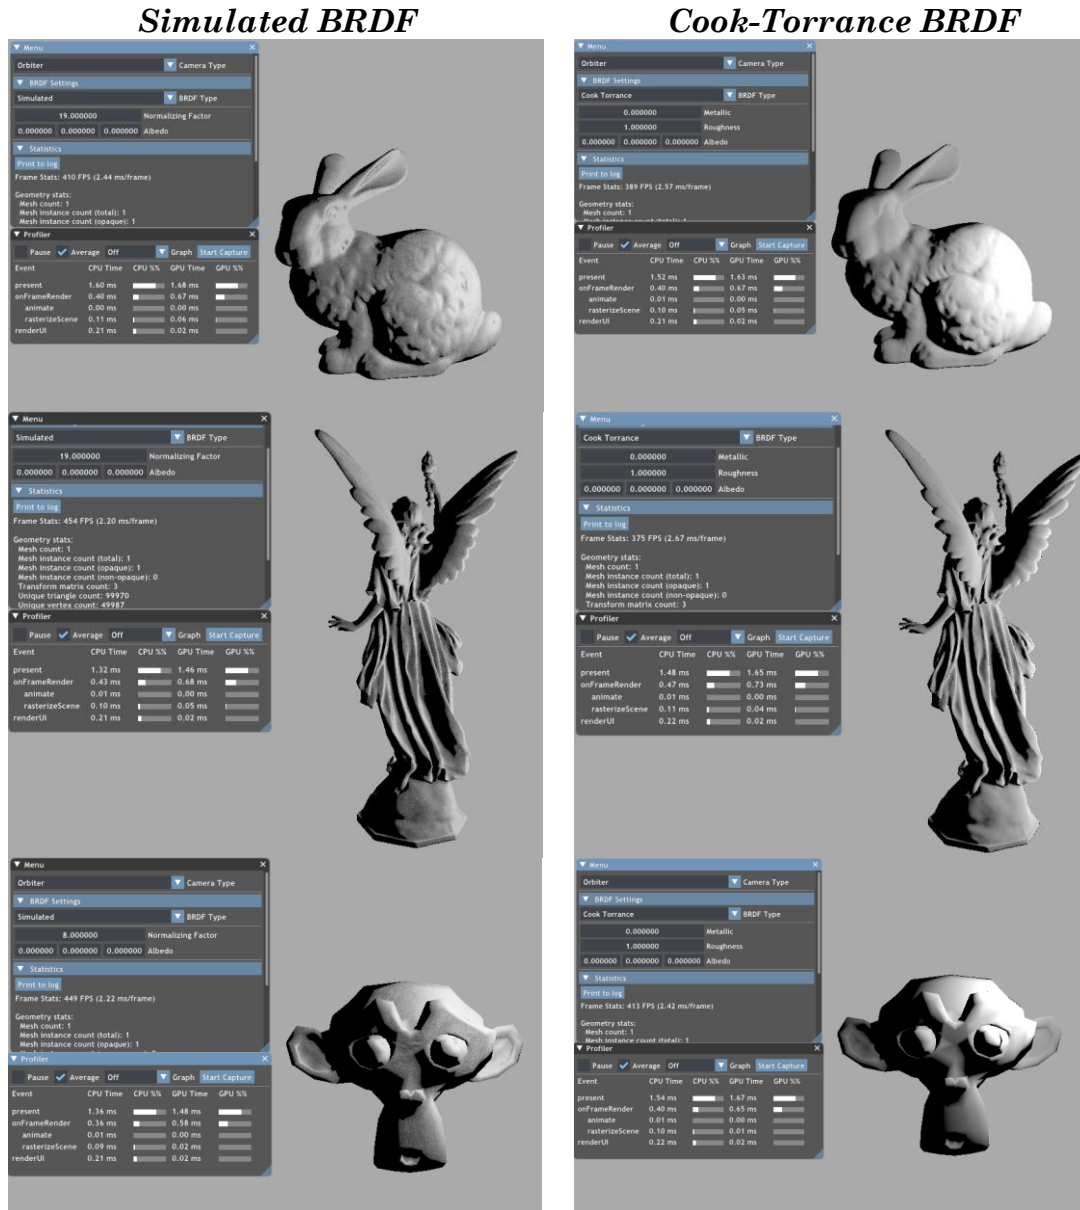 Simulated BRDF
Menu
Orbiter Camera Type
BRDF Settings
Simulated BRDF Type
19.000000 Normalizing Factor
0.000000 0.000000 0.000000 Albedo
Statistics
Print to log
Frame Stats: 410 FPS (2.44 ms/frame)
Geometry stats:
Mesh count: 1
Mesh instance count (total): 1
Mesh instance count (opaque): 1
Profiler
Pause Average Off Graph Start Capture
Event CPU Time CPU %% GPU Time GPU %%
present 1.60 ms 1.68 ms
onFrameRender 0.40 ms 0.67 ms
animate 0.00 ms 0.00 ms
rasterizeScene 0.11 ms 0.06 ms
renderUI 0.21 ms 0.02 ms
Cook-Torrance BRDF
Menu
Orbiter Camera Type
BRDF Settings
Cook Torrance BRDF Type
0.000000 Metallic
1.000000 Roughness
0.000000 0.000000 0.000000 Albedo
Statistics
Print to log
Frame Stats: 389 FPS (2.57 ms/frame)
Geometry stats:
Mesh count: 1
Mesh instance count (total): 1
Profiler
Pause Average Off Graph Start Capture
Event CPU Time CPU %% GPU Time GPU %%
present 1.52 ms 1.63 ms
onFrameRender 0.40 ms 0.67 ms
animate 0.01 ms 0.00 ms
rasterizeScene 0.10 ms 0.05 ms
renderUI 0.21 ms 0.02 ms
Menu
Simulated BRDF Type
19.000000 Normalizing Factor
0.000000 0.000000 0.000000 Albedo
Statistics
Print to log
Frame Stats: 454 FPS (2.20 ms/frame)
Geometry stats:
Mesh count: 1
Mesh instance count (total): 1
Mesh instance count (opaque): 1
Mesh instance count (non-opaque): 0
Transform matrix count: 3
Unique triangle count: 99970
Unique vertex count: 49987
Profiler
Pause Average Off Graph Start Capture
Event CPU Time CPU %% GPU Time GPU %%
present 1.32 ms 1.46 ms
onFrameRender 0.43 ms 0.68 ms
animate 0.01 ms 0.00 ms
rasterizeScene 0.10 ms 0.05 ms
renderUI 0.21 ms 0.02 ms
Menu
Cook Torrance BRDF Type
0.000000 Metallic
1.000000 Roughness
0.000000 0.000000 0.000000 Albedo
Statistics
Print to log
Frame Stats: 375 FPS (2.67 ms/frame)
Geometry stats:
Mesh count: 1
Mesh instance count (total): 1
Mesh instance count (opaque): 1
Mesh instance count (non-opaque): 0
Transform matrix count: 3
Profiler
Pause Average Off Graph Start Capture
Event CPU Time CPU %% GPU Time GPU %%
present 1.48 ms 1.65 ms
onFrameRender 0.47 ms 0.73 ms
animate 0.01 ms 0.00 ms
rasterizeScene 0.11 ms 0.04 ms
renderUI 0.22 ms 0.02 ms
Menu
Orbiter Camera Type
BRDF Settings
Simulated BRDF Type
8.000000 Normalizing Factor
0.000000 0.000000 0.000000 Albedo
Statistics
Print to log
Frame Stats: 449 FPS (2.22 ms/frame)
Geometry stats:
Mesh count: 1
Mesh instance count (total): 1
Mesh instance count (opaque): 1
Profiler
Pause Average Off Graph Start Capture
Event CPU Time CPU %% GPU Time GPU %%
present 1.36 ms 1.48 ms
onFrameRender 0.36 ms 0.58 ms
animate 0.01 ms 0.00 ms
rasterizeScene 0.09 ms 0.02 ms
renderUI 0.21 ms 0.02 ms
Menu
Orbiter Camera Type
BRDF Settings
Cook Torrance BRDF Type
0.000000 Metallic
1.000000 Roughness
0.000000 0.000000 0.000000 Albedo
Statistics
Print to log
Frame Stats: 413 FPS (2.42 ms/frame)
Geometry stats:
Mesh count: 1
Mesh instance count (total): 1
Profiler
Pause Average Off Graph Start Capture
Event CPU Time CPU %% GPU Time GPU %%
present 1.54 ms 1.67 ms
onFrameRender 0.40 ms 0.65 ms
animate 0.01 ms 0.00 ms
rasterizeScene 0.10 ms 0.01 ms
renderUI 0.22 ms 0.02 ms